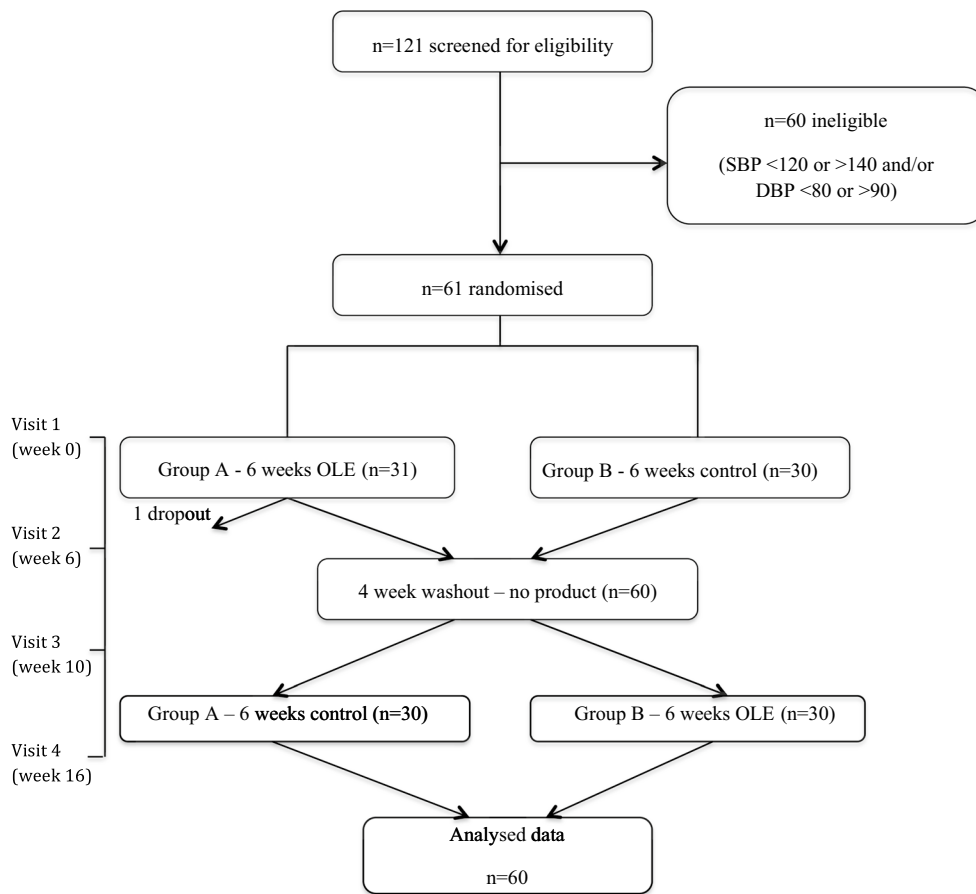 n=121 screened for eligibility
n=60 ineligible
(SBP <120 or >140 and/or
DBP <80 or >90)
n=61 randomised
Visit 1
(week 0)
Group A - 6 weeks OLE (n=31)
Group B - 6 weeks control (n=30)
1 dropout
Visit 2
(week 6)
4 week washout – no product (n=60)
Visit 3
(week 10)
Group A – 6 weeks control (n=30)
Group B – 6 weeks OLE (n=30)
Visit 4
(week 16)
Analysed data
n=60